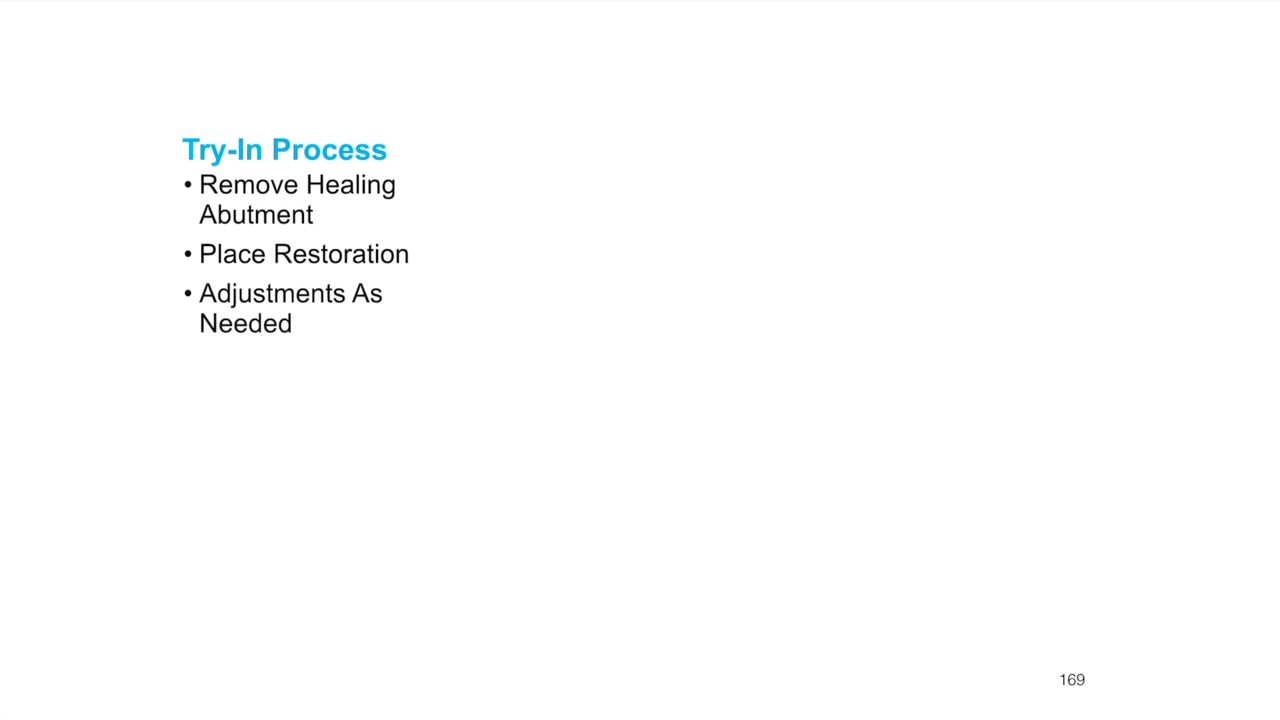 Try-In Process
• Remove Healing
Abutment
• Place Restoration
• Adjustments As
Needed
169